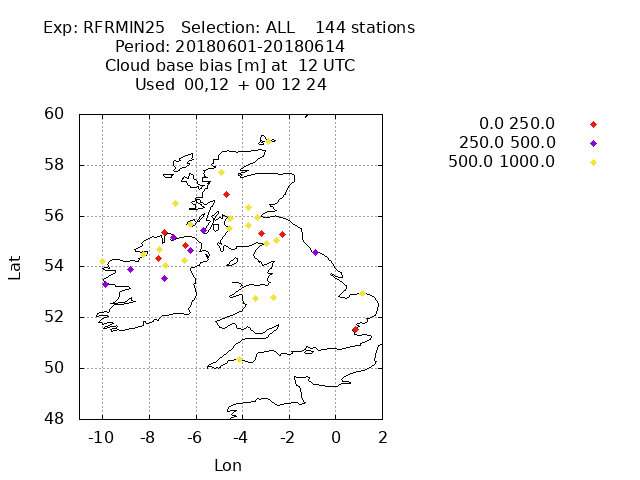 Exp: RFRMIN25 Selection: ALL 144 stations
Period: 20180601-20180614
Cloud base bias [m] at 12 UTC
Used 00,12 + 00 12 24
0.0 250.0
250.0 500.0
500.0 1000.0
60
58
56
54
52
50
48
Lat
-10 -8 -6 -4 -2 0 2
Lon